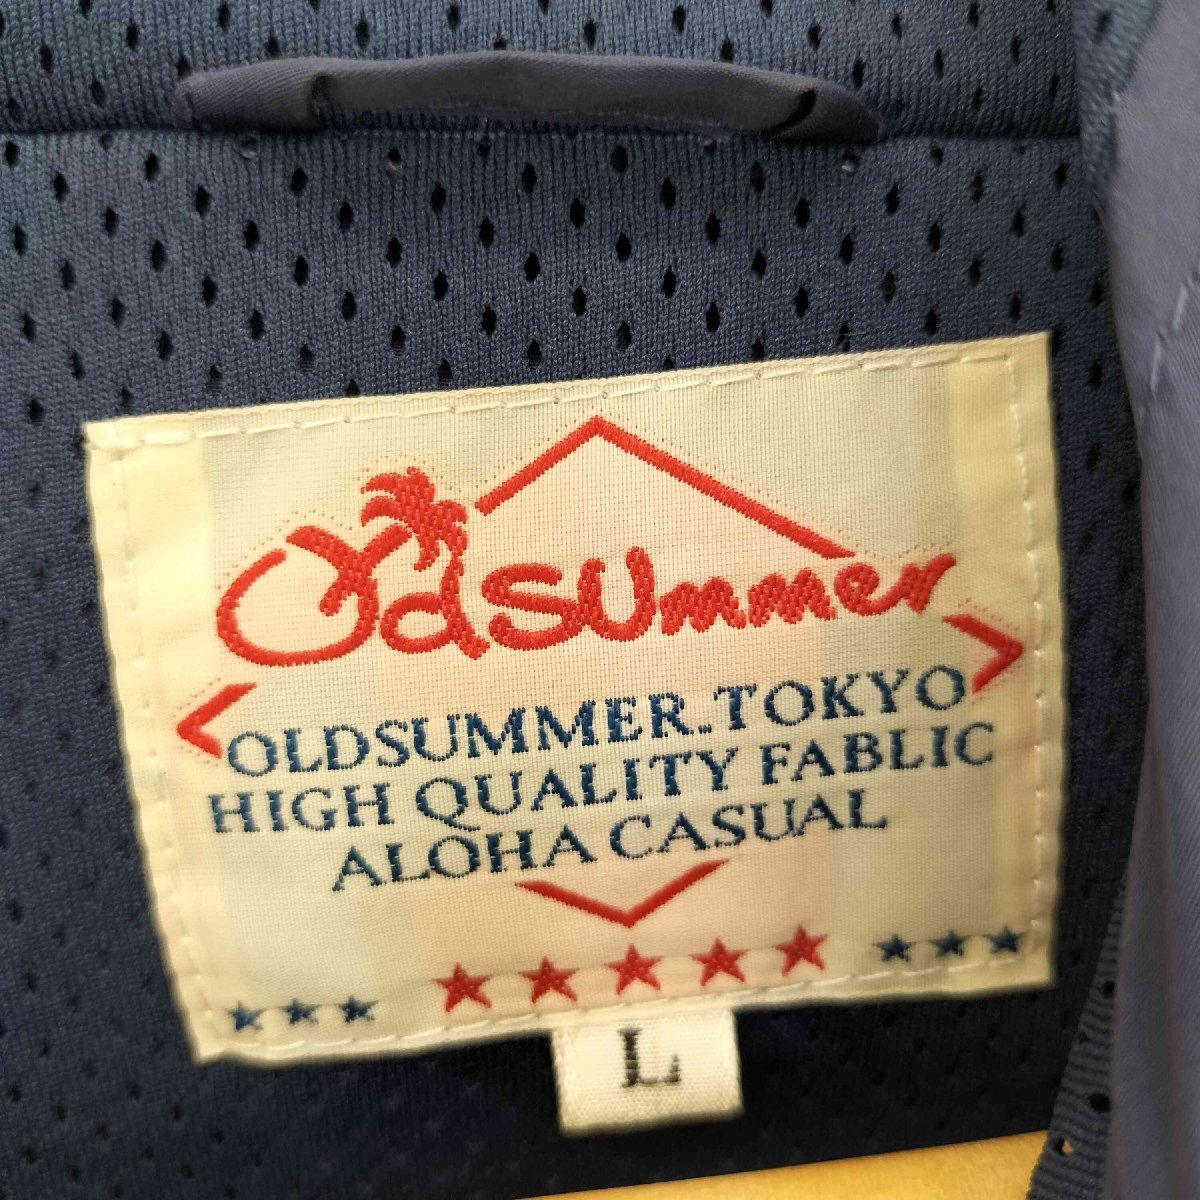 Oldsummer
OLDSUMMER..TOKYO
HIGH QUALITY FABLIC
ALOHA CASUAL
L